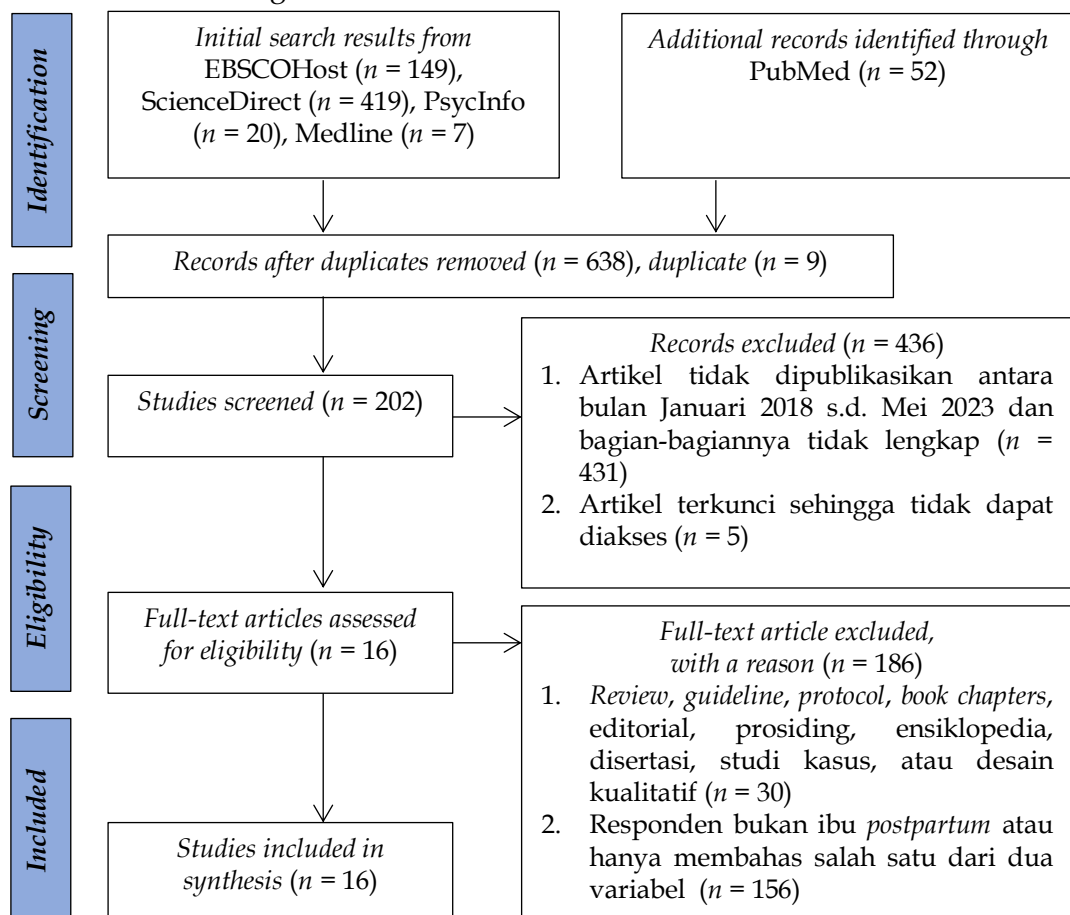 Identification
Initial search results from
EBSCOHost (n = 149),
ScienceDirect (n = 419), PsycInfo
(n = 20), Medline (n = 7)
Additional records identified through
PubMed (n = 52)
Records after duplicates removed (n = 638), duplicate (n = 9)
Screening
Studies screened (n = 202)
Records excluded (n = 436)
1. Artikel tidak dipublikasikan antara
bulan Januari 2018 s.d. Mei 2023 dan
bagian-bagiannya tidak lengkap (n =
431)
2. Artikel terkunci sehingga tidak dapat
diakses (n = 5)
Eligibility
Full-text articles assessed
for eligibility (n = 16)
Full-text article excluded,
with a reason (n = 186)
1. Review, guideline, protocol, book chapters,
editorial, prosiding, ensiklopedia,
disertasi, studi kasus, atau desain
kualitatif (n = 30)
2. Responden bukan ibu postpartum atau
hanya membahas salah satu dari dua
variabel (n = 156)
Included
Studies included in
synthesis (n = 16)